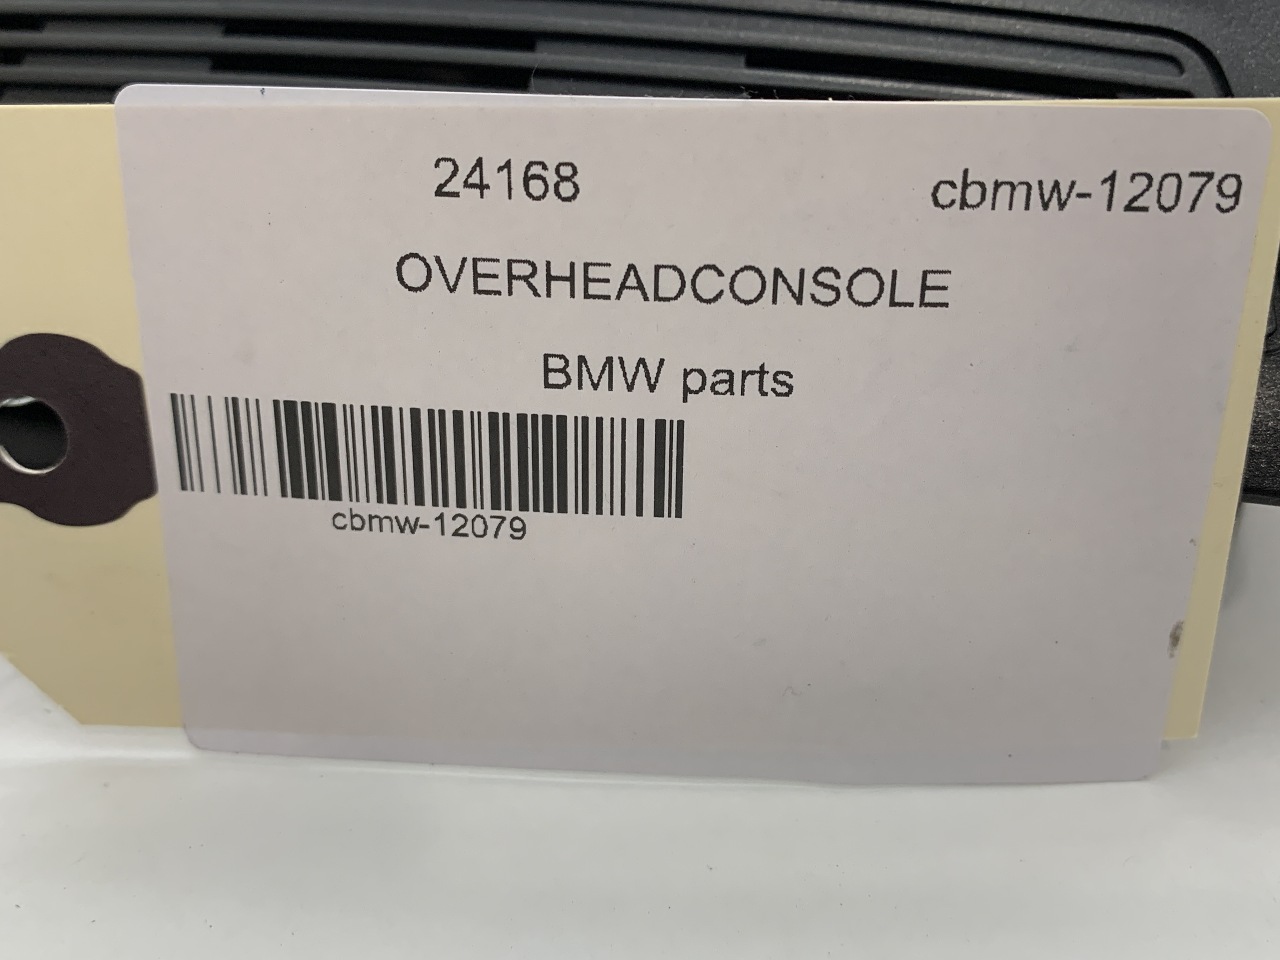 24168
cbmw-12079
OVERHEADCONSOLE
BMW parts
cbmw-12079